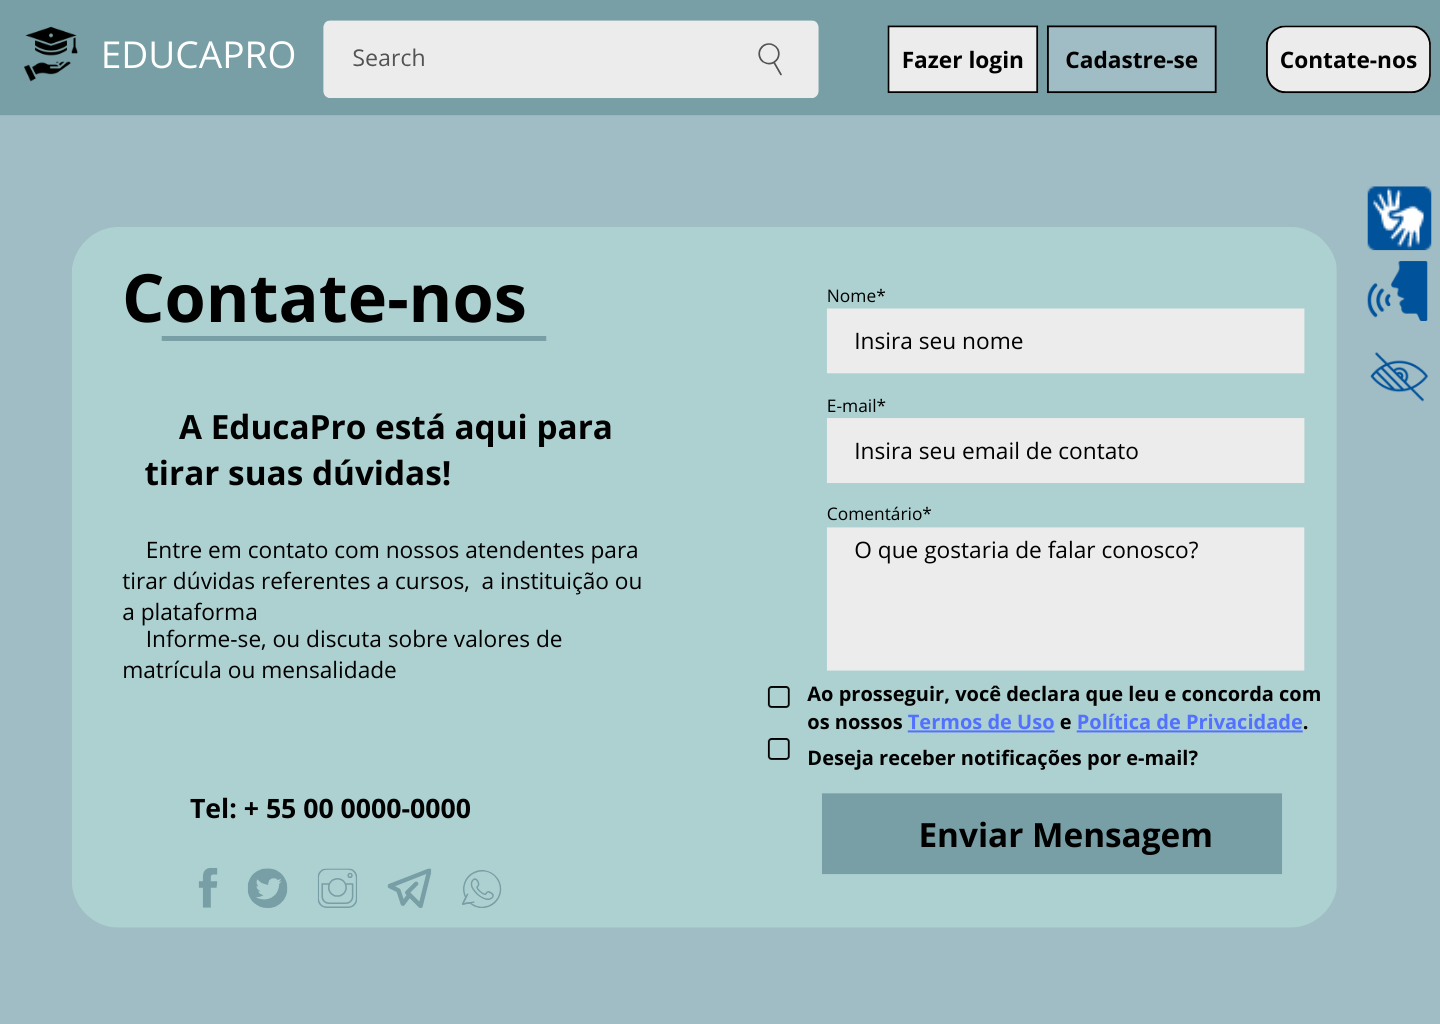 EDUCAPRO
Search
Fazer login
Cadastre-se
Contate-nos
Contate-nos
A EducaPro está aqui para
tirar suas dúvidas!
Entre em contato com nossos atendentes para
tirar dúvidas referentes a cursos,  a instituição ou
a plataforma
Informe-se, ou discuta sobre valores de
matrícula ou mensalidade
Tel: + 55 00 0000-0000
Nome*
Insira seu nome
E-mail*
Insira seu email de contato
Comentário*
O que gostaria de falar conosco?
Ao prosseguir, você declara que leu e concorda com
os nossos Termos de Uso e Política de Privacidade.
Deseja receber notificações por e-mail?
Enviar Mensagem